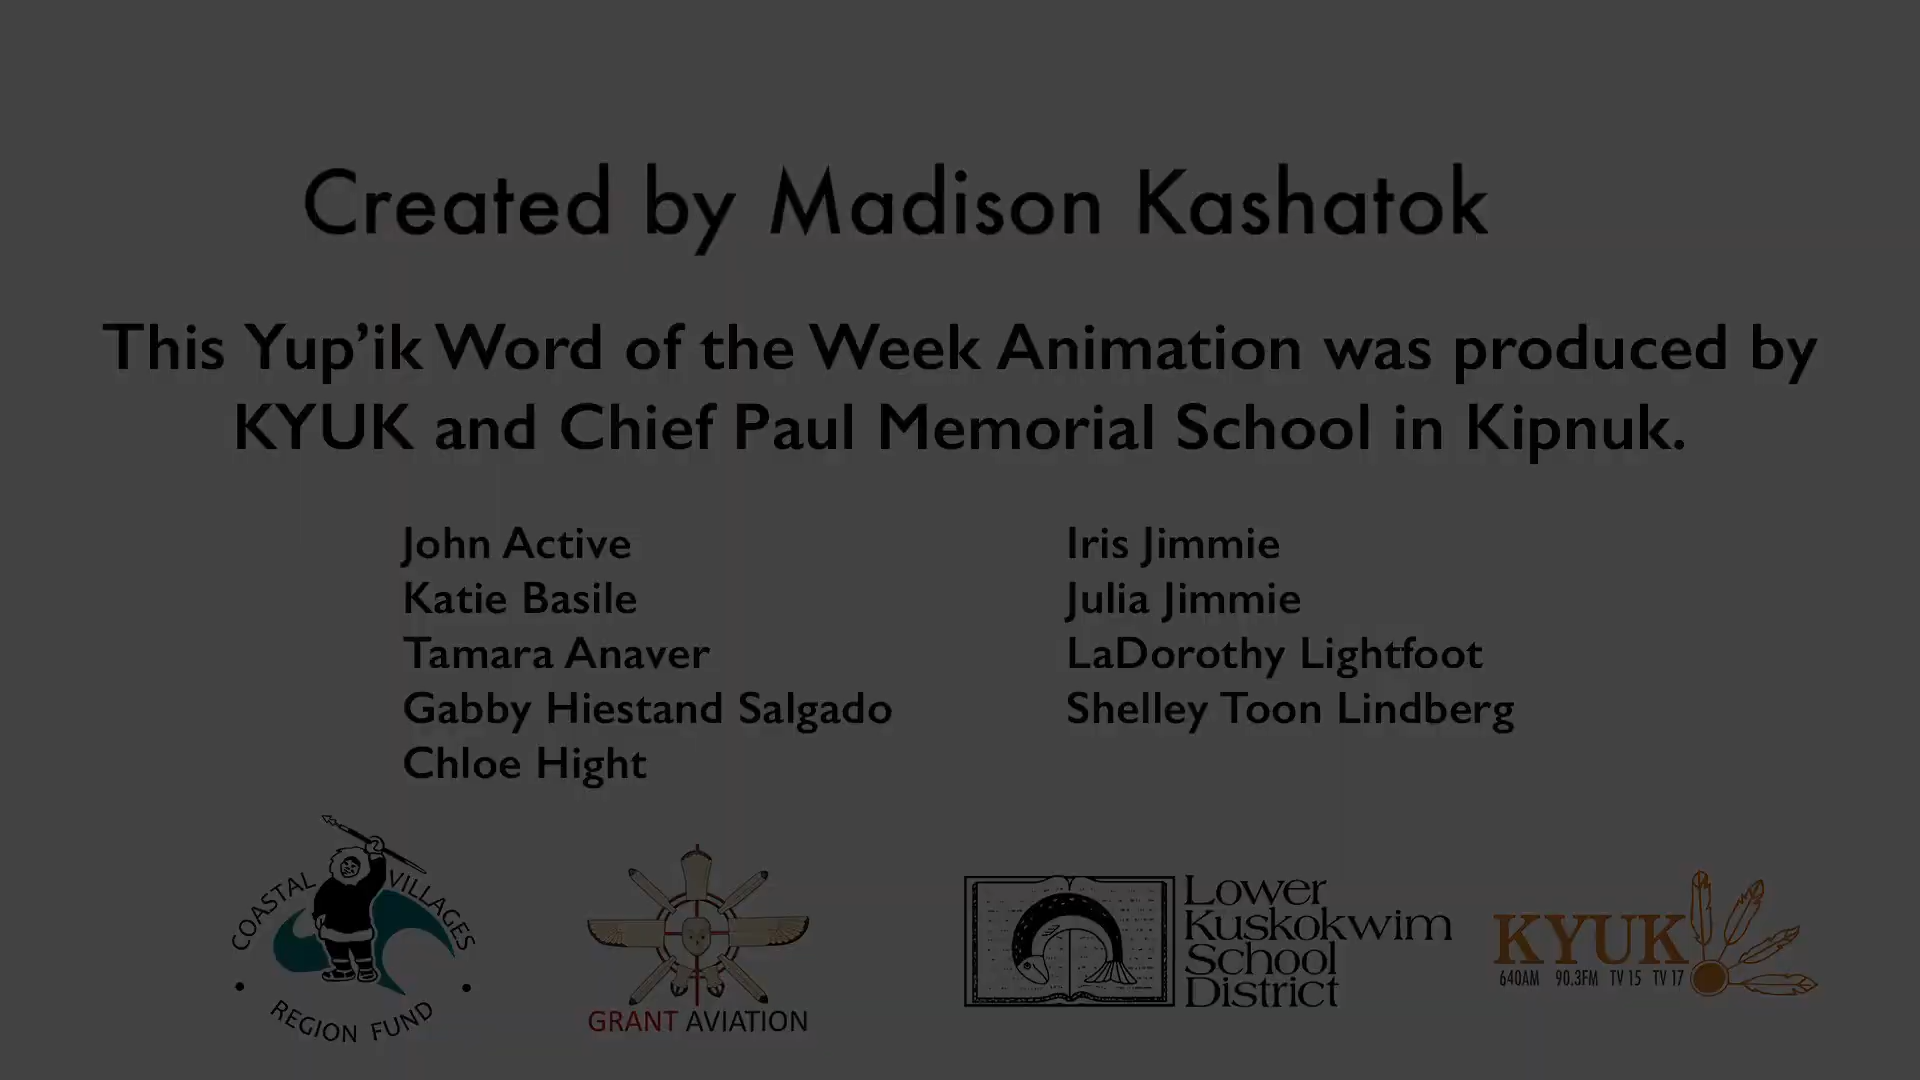 Created by Madison Kashatok
This Yup’ik Word of the Week Animation was produced by
KYUK and Chief Paul Memorial School in Kipnuk.
John Active
Katie Basile
Tamara Anaver
Gabby Hiestand Salgado
Chloe Hight
Iris Jimmie
Julia Jimmie
LaDorothy Lightfoot
Shelley Toon Lindberg
COASTAL VILLAGES
REGION FUND
GRANT AVIATION
Lower
Kuskokwim
School
District
KYUK
640AM 90.3FM TV 15 TV 17